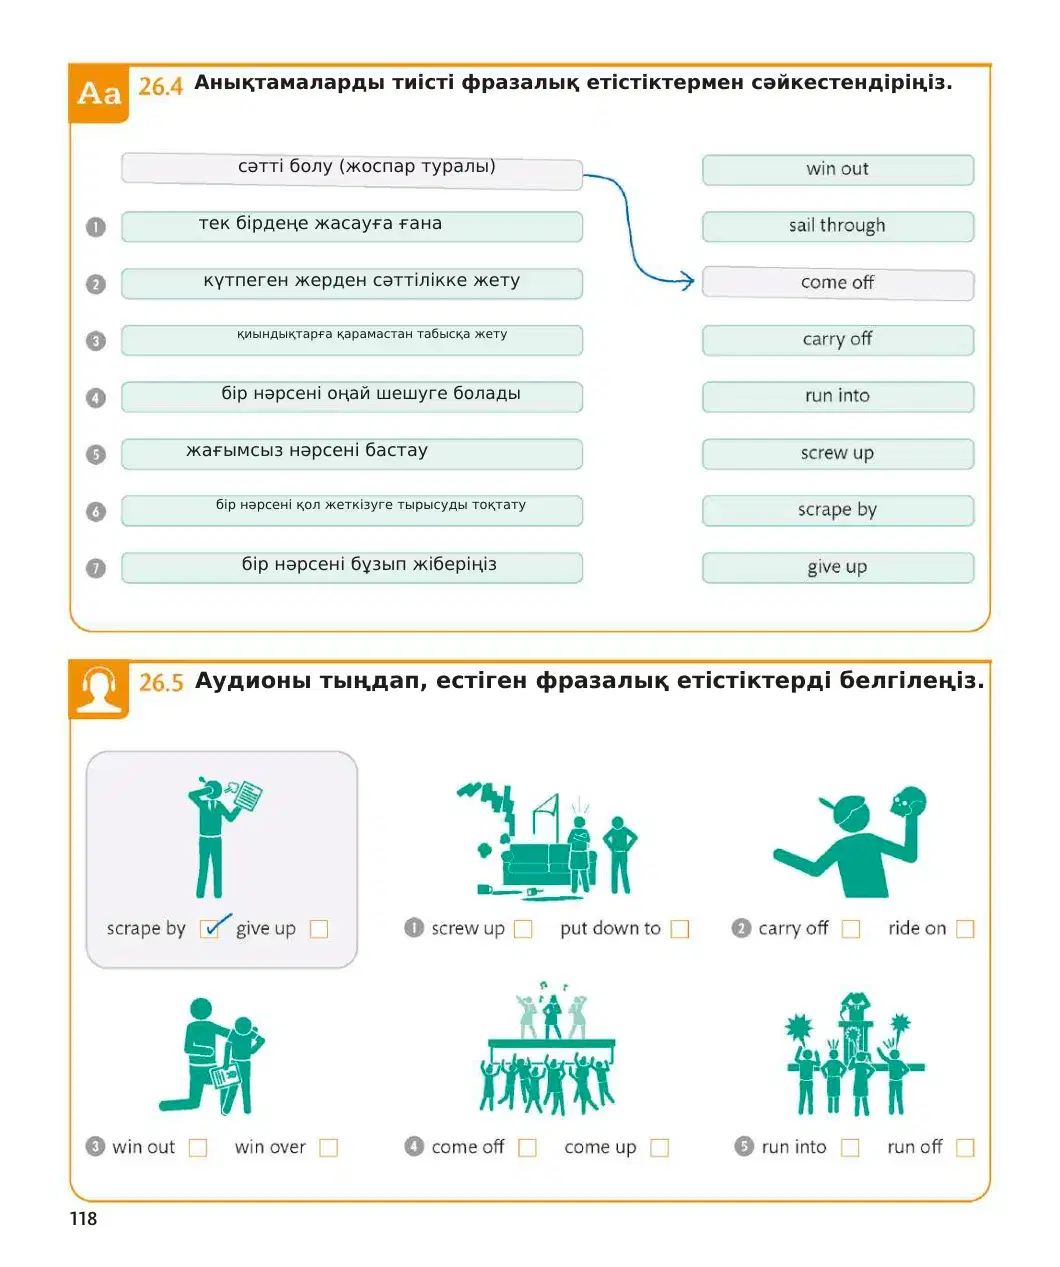 Aa 26.4 Анықтамаларды тиісті фразалық етістіктермен сәйкестендіріңіз.
сәтті болу (жоспар туралы)
win out
1 тек бірдеңе жасауға ғана
sail through
2 күтпеген жерден сәттілікке жету
come off
3 қиындықтарға қарамастан табысқа жету
carry off
4 бір нәрсені оңай шешуге болады
run into
5 жағымсыз нәрсені бастау
screw up
6 бір нәрсені қол жеткізуге тырысуды тоқтату
scrape by
7 бір нәрсені бұзып жіберіңіз
give up
26.5 Аудионы тыңдап, естіген фразалық етістіктерді белгілеңіз.
scrape by give up
1 screw up put down to
2 carry off ride on
3 win out win over
4 come off come up
5 run into run off
118